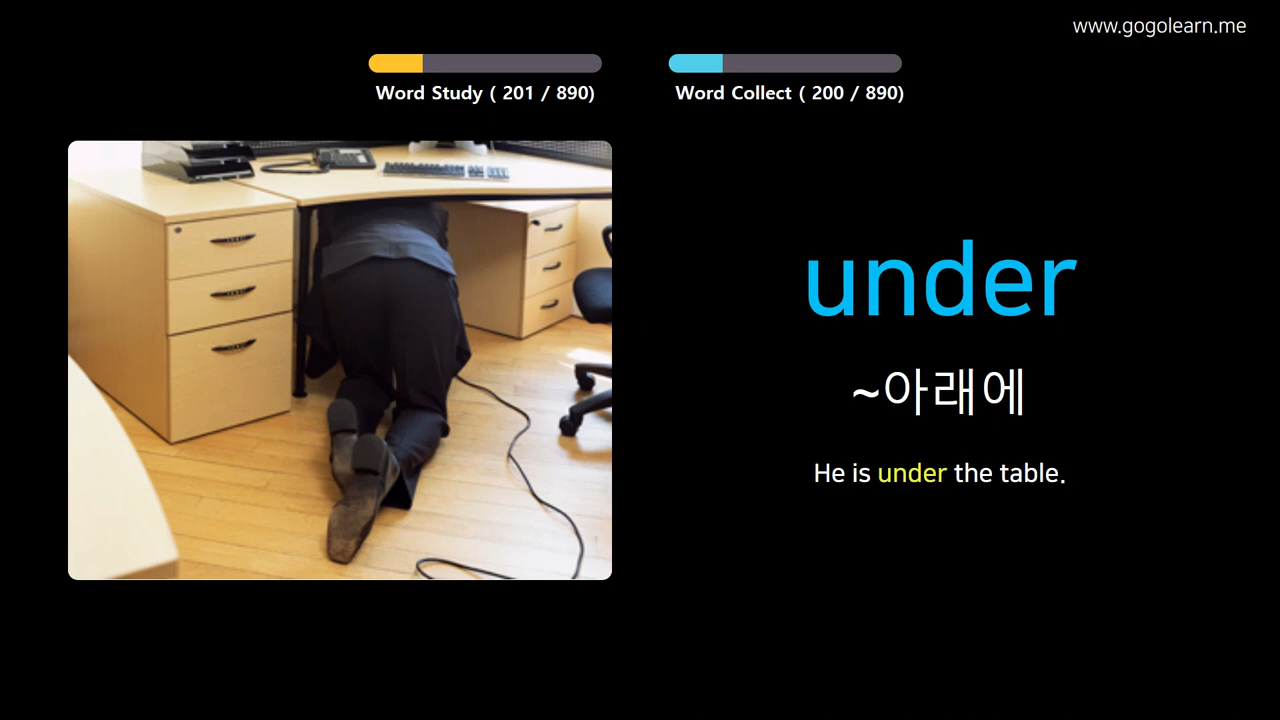 www.gogolearn.me
Word Study ( 201 / 890)
Word Collect ( 200 / 890)
under
~아래에
He is under the table.